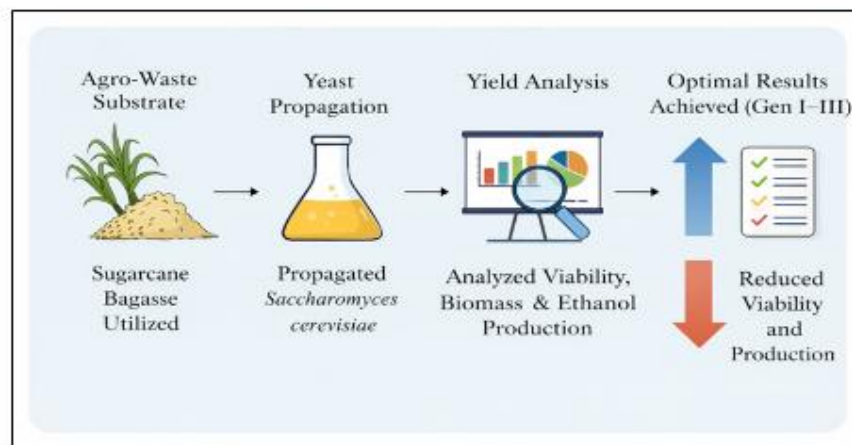 Agro-Waste
Substrate
Sugarcane
Bagasse
Utilized
Yeast
Propagation
Propagated
Saccharomyces
cerevisiae
Yield Analysis
Analyzed Viability,
Biomass & Ethanol
Production
Optimal Results
Achieved (Gen I–III)
Reduced
Viability
and
Production